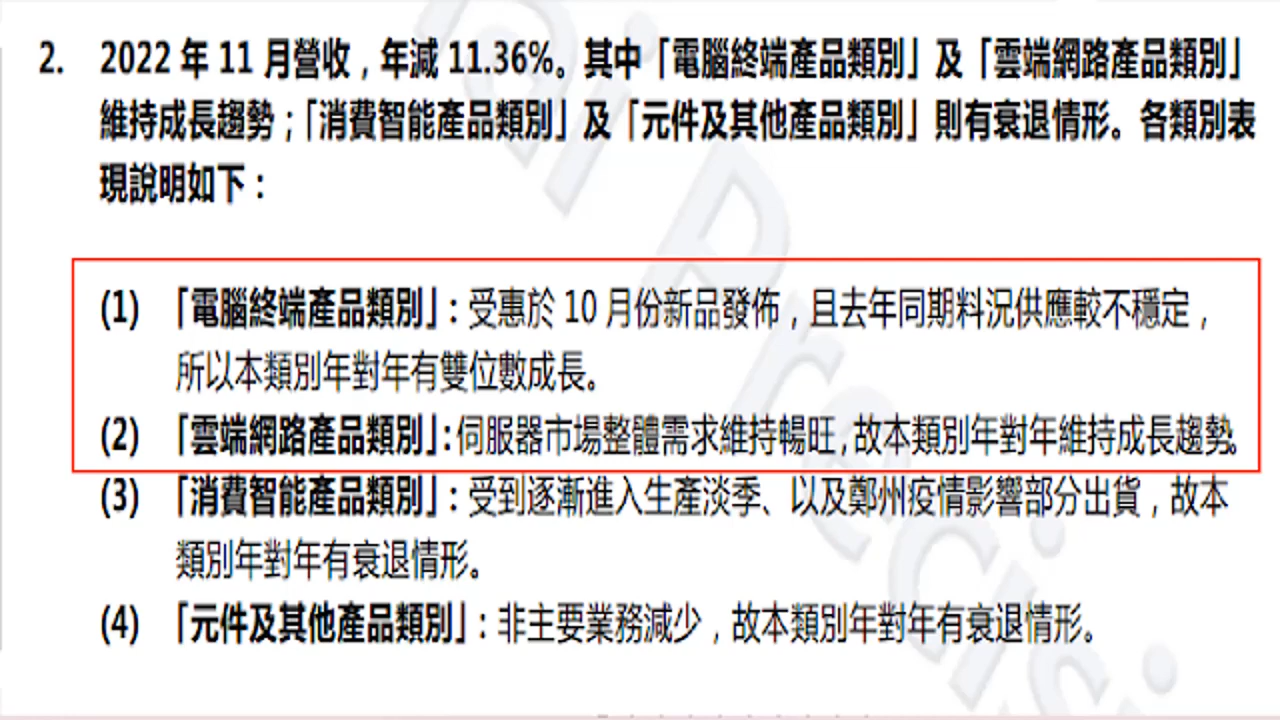 2. 2022 年 11 月營收，年減 11.36%。其中「電腦終端產品類別」及「雲端網路產品類別」
維持成長趨勢；「消費智能產品類別」及「元件及其他產品類別」則有衰退情形。各類別表
現說明如下：
(1) 「電腦終端產品類別」：受惠於 10 月份新品發佈，且去年同期料況供應較不穩定，
所以本類別年對年有雙位數成長。
(2) 「雲端網路產品類別」：伺服器市場整體需求維持暢旺，故本類別年對年維持成長趨勢。
(3) 「消費智能產品類別」：受到逐漸進入生產淡季、以及鄭州疫情影響部分出貨，故本
類別年對年有衰退情形。
(4) 「元件及其他產品類別」：非主要業務減少，故本類別年對年有衰退情形。